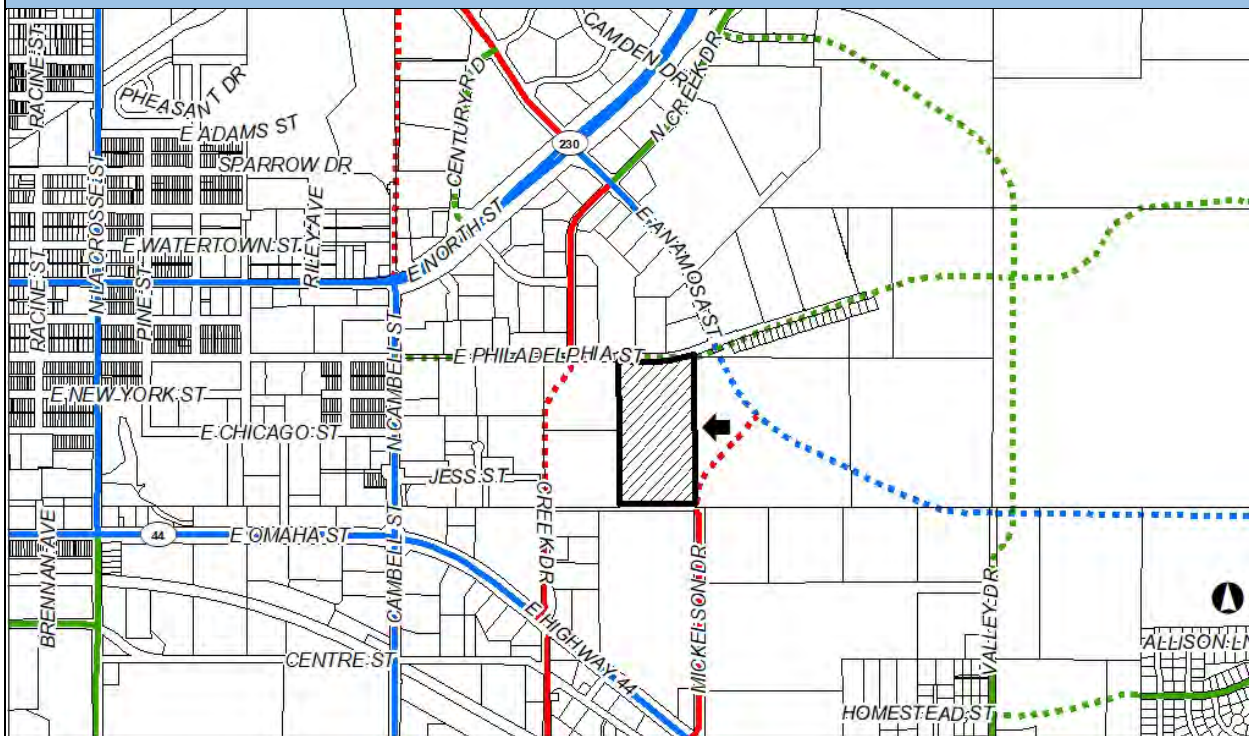 RACINE ST
PHEASANT DR
E ADAMS ST
SPARROW DR
N LACROSSE ST
CENTURY RD
CAMDEN DR
N CREEK DR
230
E ANAMOSA ST
E NORTH ST
RILEY AVE
E WATERTOWN ST
PINE ST
RACINE ST
E PHILADELPHIA ST
N CAMBELL ST
E NEW YORK ST
E CHICAGO ST
JESS ST
CREEK DR
BRENNAN AVE
44
E OMAHA ST
CAMBELL ST
E HIGHWAY 44
CENTRE ST
MICKELSON DR
VALLEY DR
HOMESTEAD ST
ALLISON LI